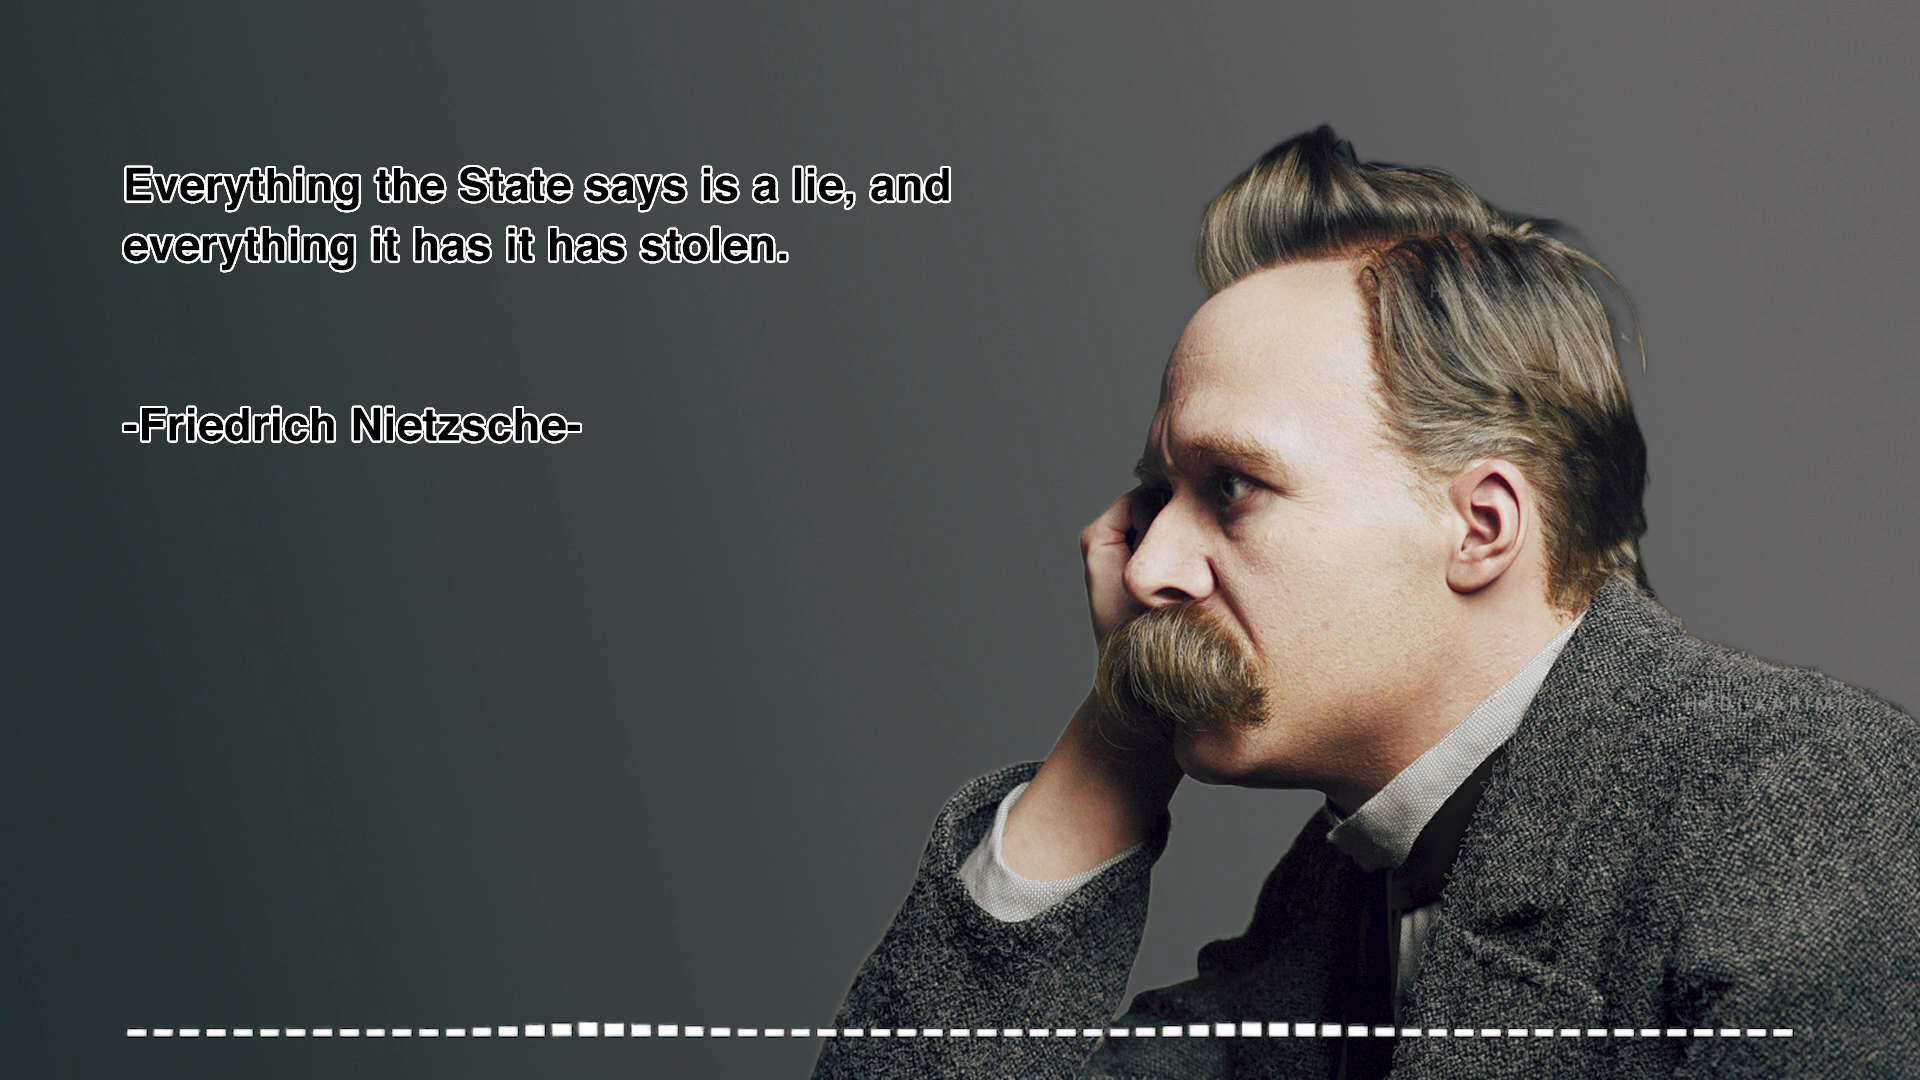 Everything the State says is a lie, and
everything it has it has stolen.
-Friedrich Nietzsche-